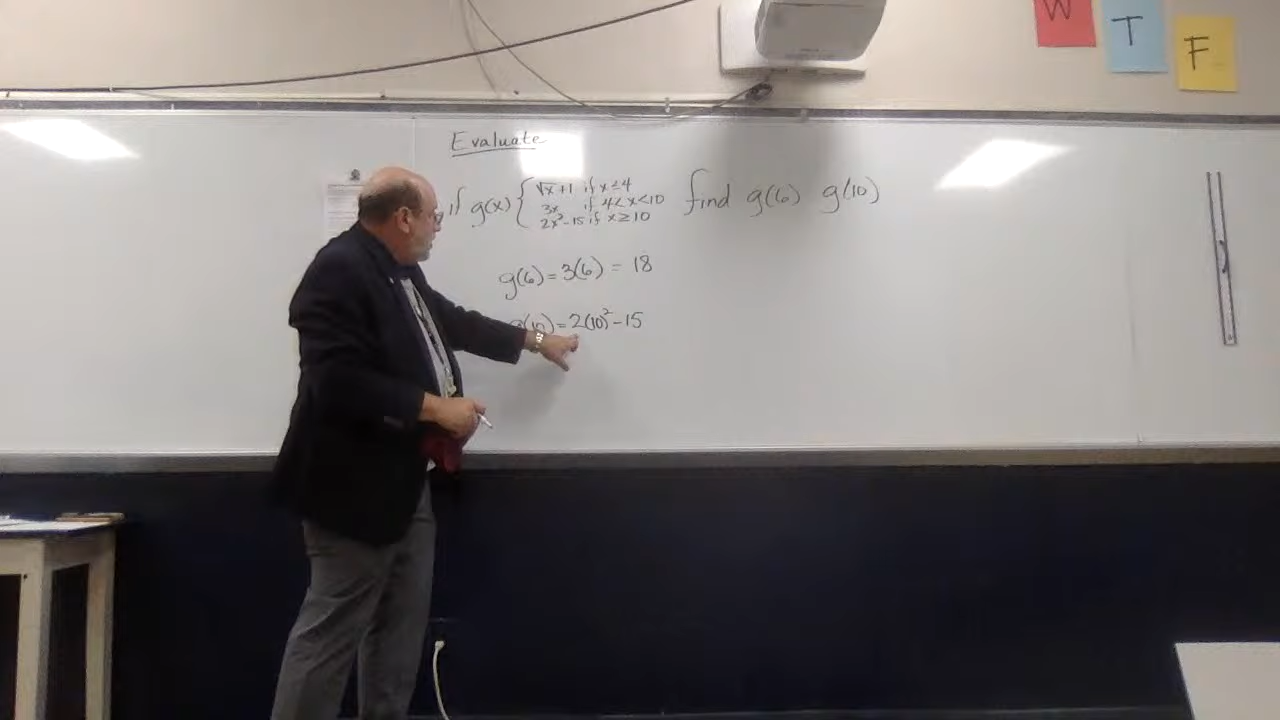 W T F
Evaluate
if g(x) { √x+1 if x≤4
3x if 4<x<10
2x²-15 if x≥10
find g(6) g(10)
g(6)=3(6) = 18
g(10)=2(10)²-15